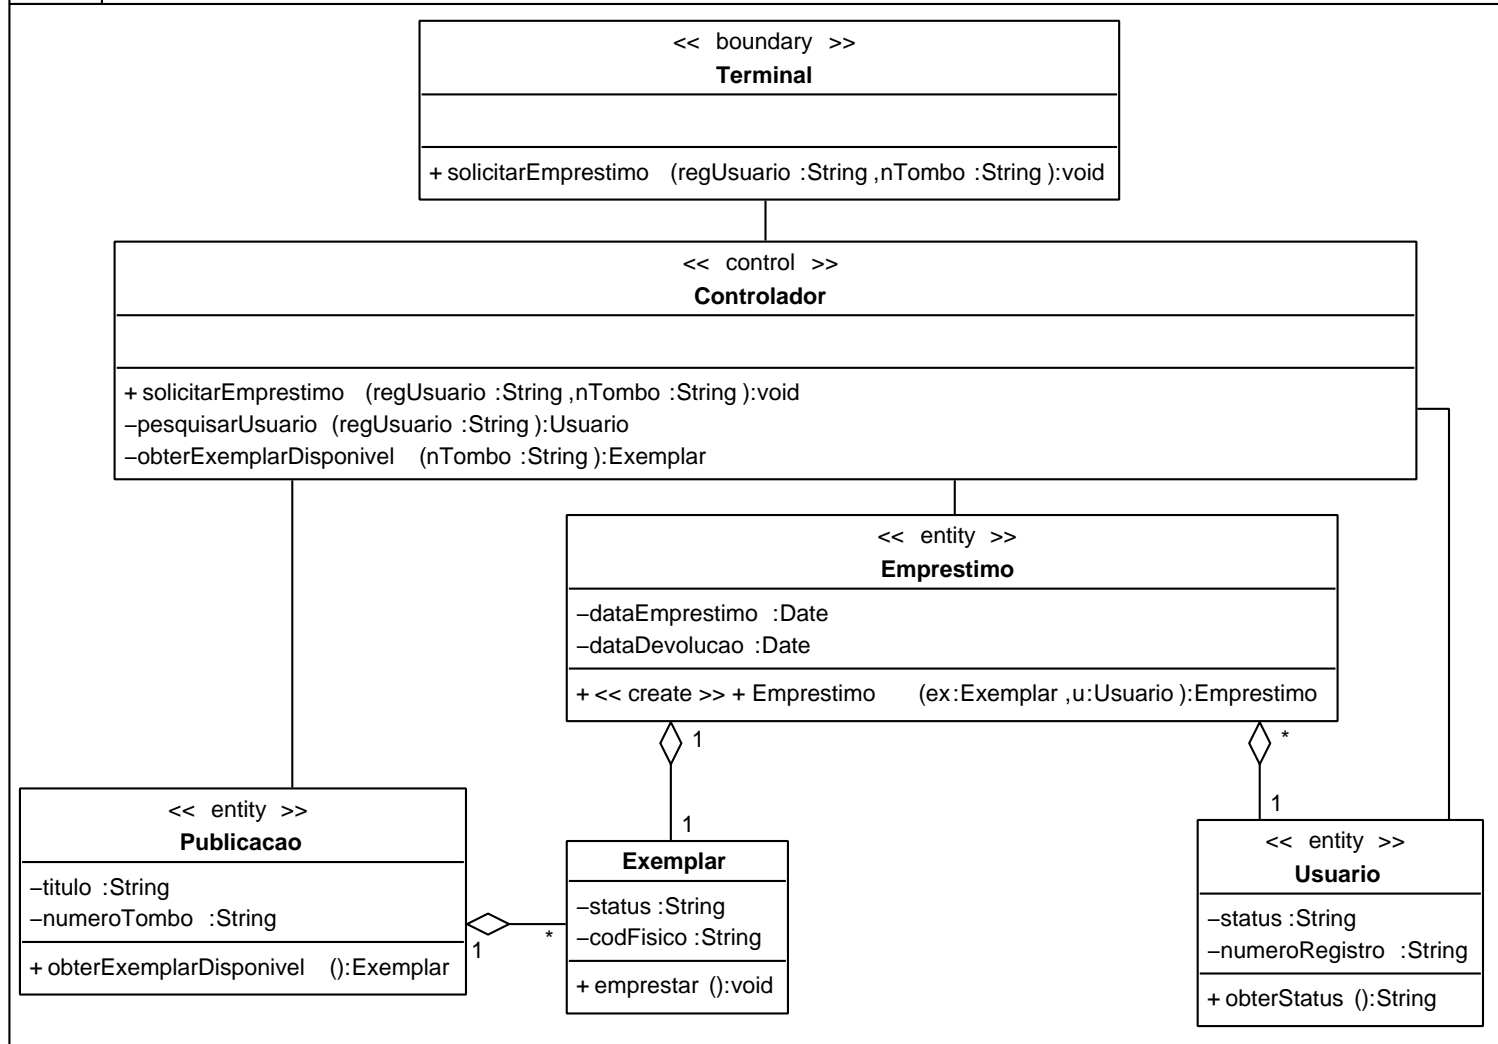 << boundary >>
Terminal
+ solicitarEmprestimo (regUsuario :String ,nTombo :String ):void
<< control >>
Controlador
+ solicitarEmprestimo (regUsuario :String ,nTombo :String ):void
–pesquisarUsuario (regUsuario :String ):Usuario
–obterExemplarDisponivel (nTombo :String ):Exemplar
<< entity >>
Emprestimo
–dataEmprestimo :Date
–dataDevolucao :Date
+ << create >> + Emprestimo (ex:Exemplar ,u:Usuario ):Emprestimo
1
*
1
1
<< entity >>
Publicacao
–titulo :String
–numeroTombo :String
+ obterExemplarDisponivel ():Exemplar
1
*
Exemplar
–status :String
–codFisico :String
+ emprestar ():void
<< entity >>
Usuario
–status :String
–numeroRegistro :String
+ obterStatus ():String